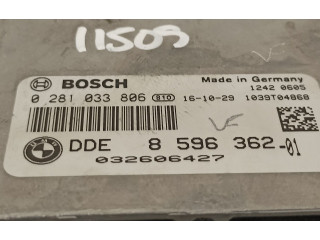 11509
BOSCH
Made in Germany
1242 0605
0 281 033 806 010 16-10-29 1039T04868
DDE 8 596 362-01
032606427